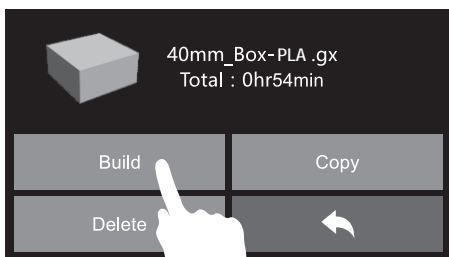 40mm_Box-PLA .gx
Total : 0hr54min
Build
Copy
Delete